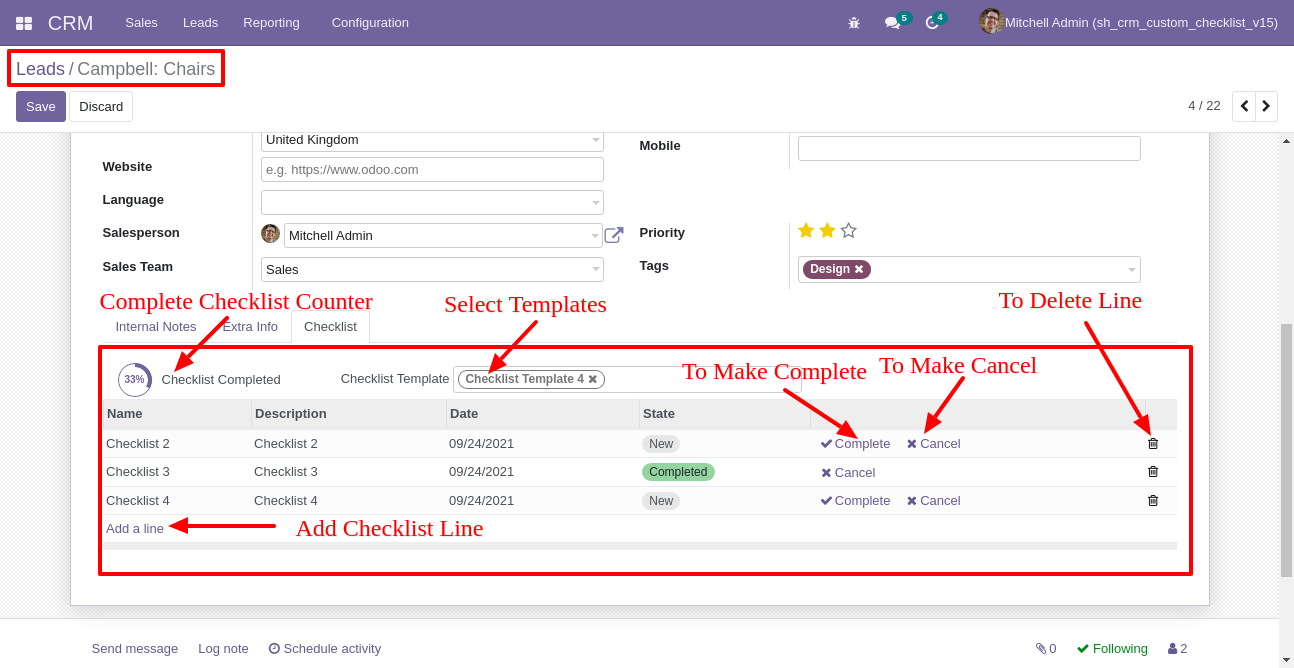 CRM Sales Leads Reporting Configuration 5 4 Mitchell Admin (sh_crm_custom_checklist_v15)
Leads / Campbell: Chairs
Save Discard 4 / 22
United Kingdom Mobile
Website e.g. https://www.odoo.com
Language
Salesperson Mitchell Admin Priority
Sales Team Sales Tags Design
Complete Checklist Counter Select Templates To Delete Line
Internal Notes Extra Info Checklist
To Make Complete To Make Cancel
33% Checklist Completed Checklist Template Checklist Template 4
Name Description Date State
Checklist 2 Checklist 2 09/24/2021 New Complete Cancel
Checklist 3 Checklist 3 09/24/2021 Completed Cancel
Checklist 4 Checklist 4 09/24/2021 New Complete Cancel
Add a line Add Checklist Line
Send message Log note Schedule activity 0 Following 2